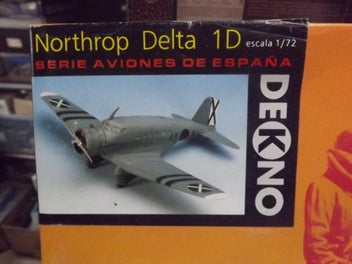 Northrop Delta 1D escala 1/72
SERIE AVIONES DE ESPAÑA
DEKNO